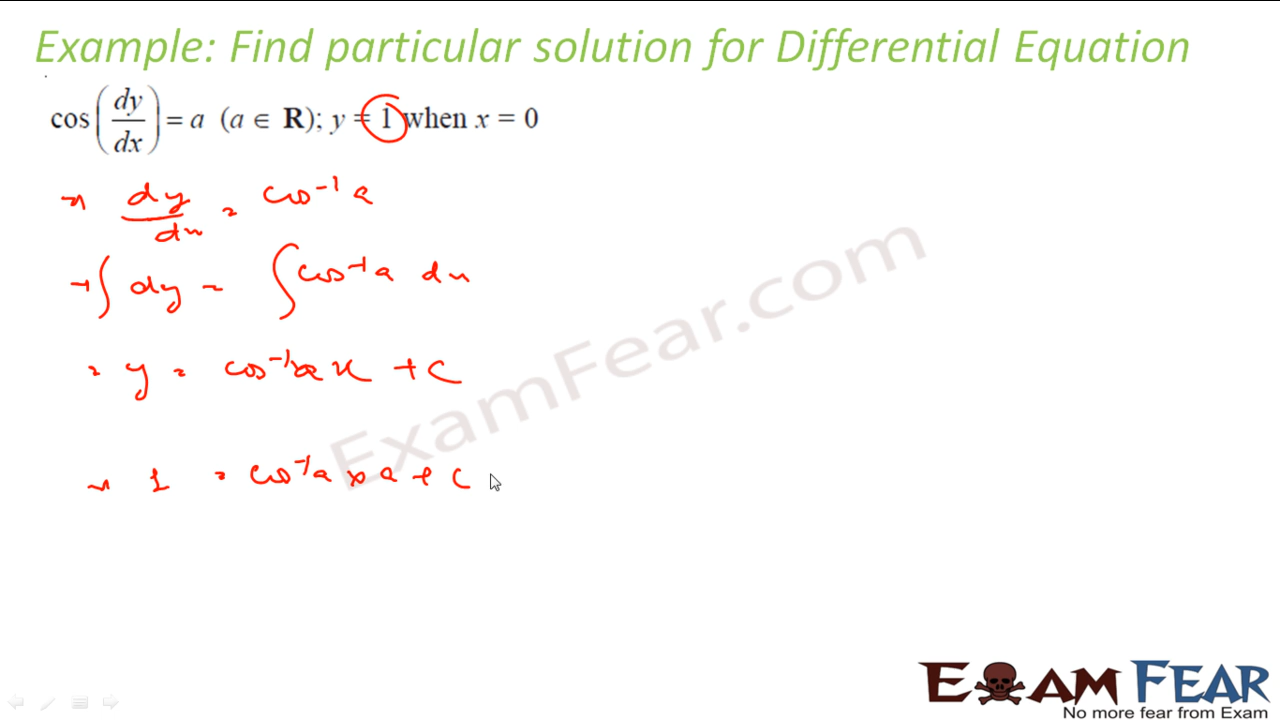 Example: Find particular solution for Differential Equation
cos(dy/dx) = a (a ∈ R); y = 1 when x = 0
→ dy/dx = cos⁻¹a
→ ∫ dy = ∫ cos⁻¹a dx
= y = cos⁻¹a x + c
→ 1 = cos⁻¹a × a + c
ExamFear.com
EXAM FEAR
No more fear from Exam